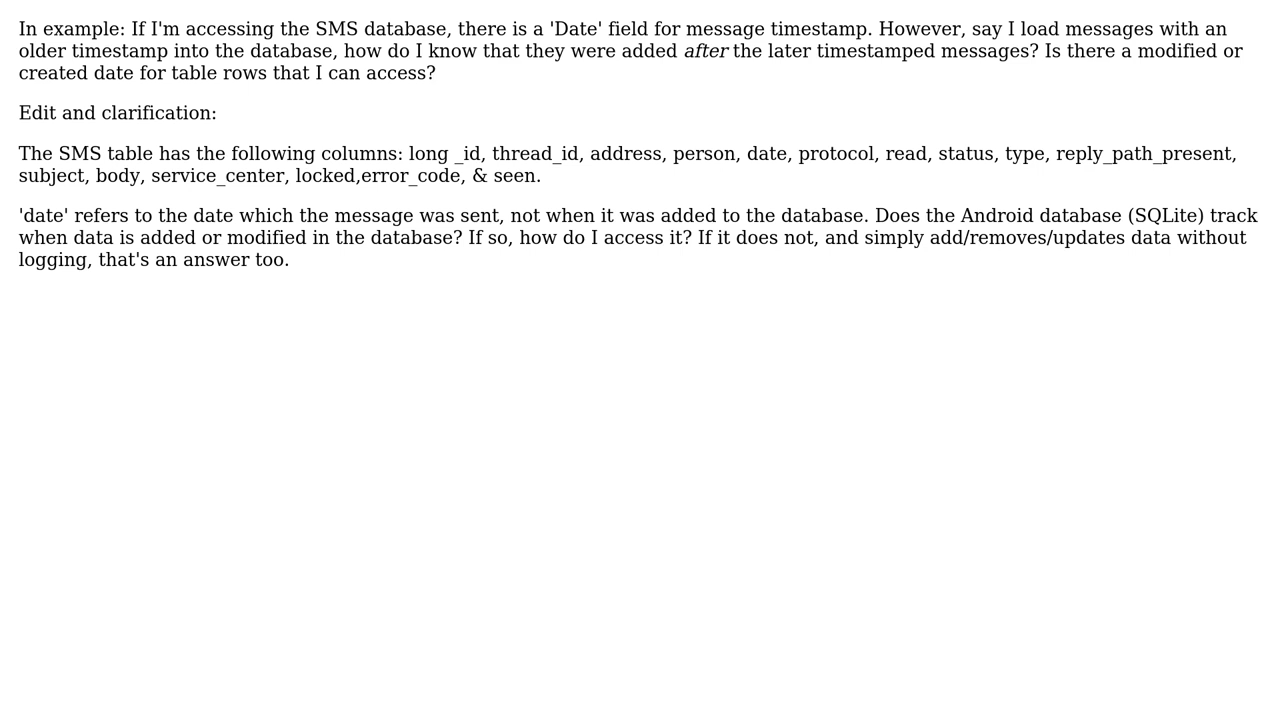 In example: If I'm accessing the SMS database, there is a 'Date' field for message timestamp. However, say I load messages with an
older timestamp into the database, how do I know that they were added after the later timestamped messages? Is there a modified or
created date for table rows that I can access?
Edit and clarification:
The SMS table has the following columns: long _id, thread_id, address, person, date, protocol, read, status, type, reply_path_present,
subject, body, service_center, locked,error_code, & seen.
'date' refers to the date which the message was sent, not when it was added to the database. Does the Android database (SQLite) track
when data is added or modified in the database? If so, how do I access it? If it does not, and simply add/removes/updates data without
logging, that's an answer too.